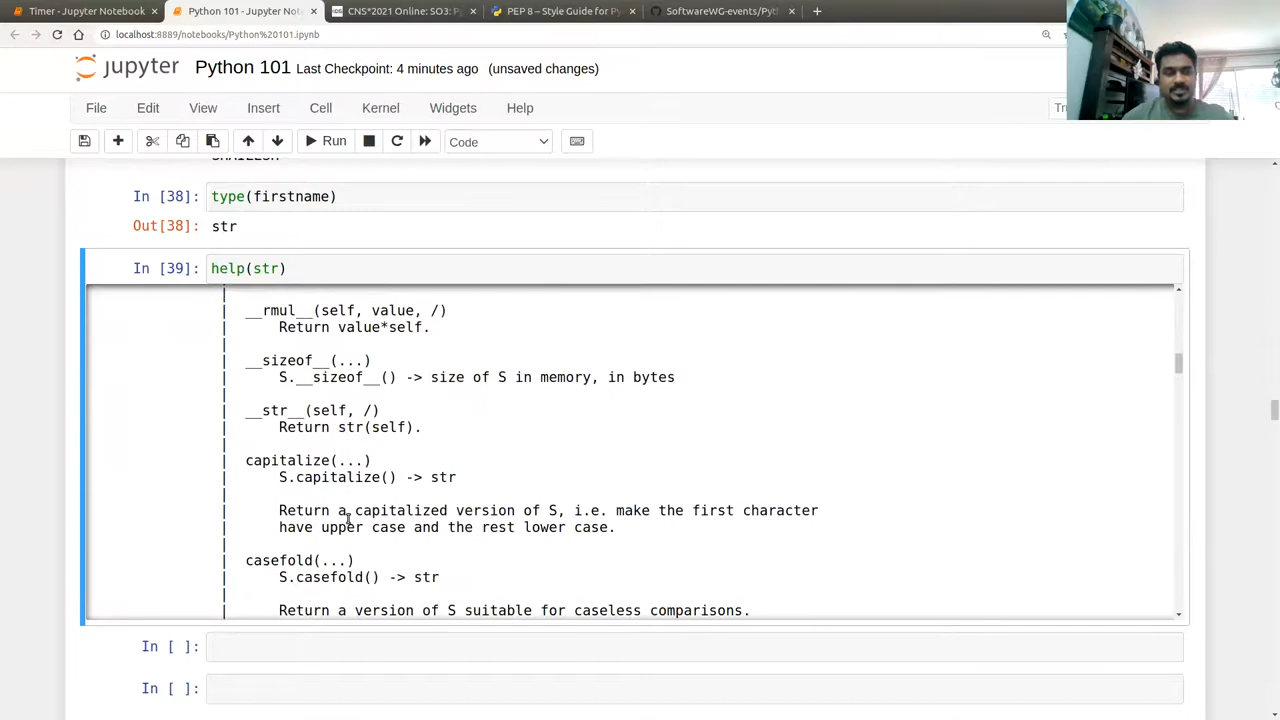 Timer - Jupyter Notebook
Python 101 - Jupyter Not
CNS*2021 Online: SO3:
PEP 8 – Style Guide for Py
SoftwareWG-events/Pyt
localhost:8889/notebooks/Python%20101.ipynb
jupyter Python 101 Last Checkpoint: 4 minutes ago (unsaved changes)
File Edit View Insert Cell Kernel Widgets Help
Run Code
In [38]: type(firstname)
Out[38]: str
In [39]: help(str)
| __rmul__(self, value, /)
| Return value*self.
|
| __sizeof__(...)
| S.__sizeof__() -> size of S in memory, in bytes
|
| __str__(self, /)
| Return str(self).
|
| capitalize(...)
| S.capitalize() -> str
|
| Return a capitalized version of S, i.e. make the first character
| have upper case and the rest lower case.
|
| casefold(...)
| S.casefold() -> str
|
| Return a version of S suitable for caseless comparisons.
In [ ]:
In [ ]: